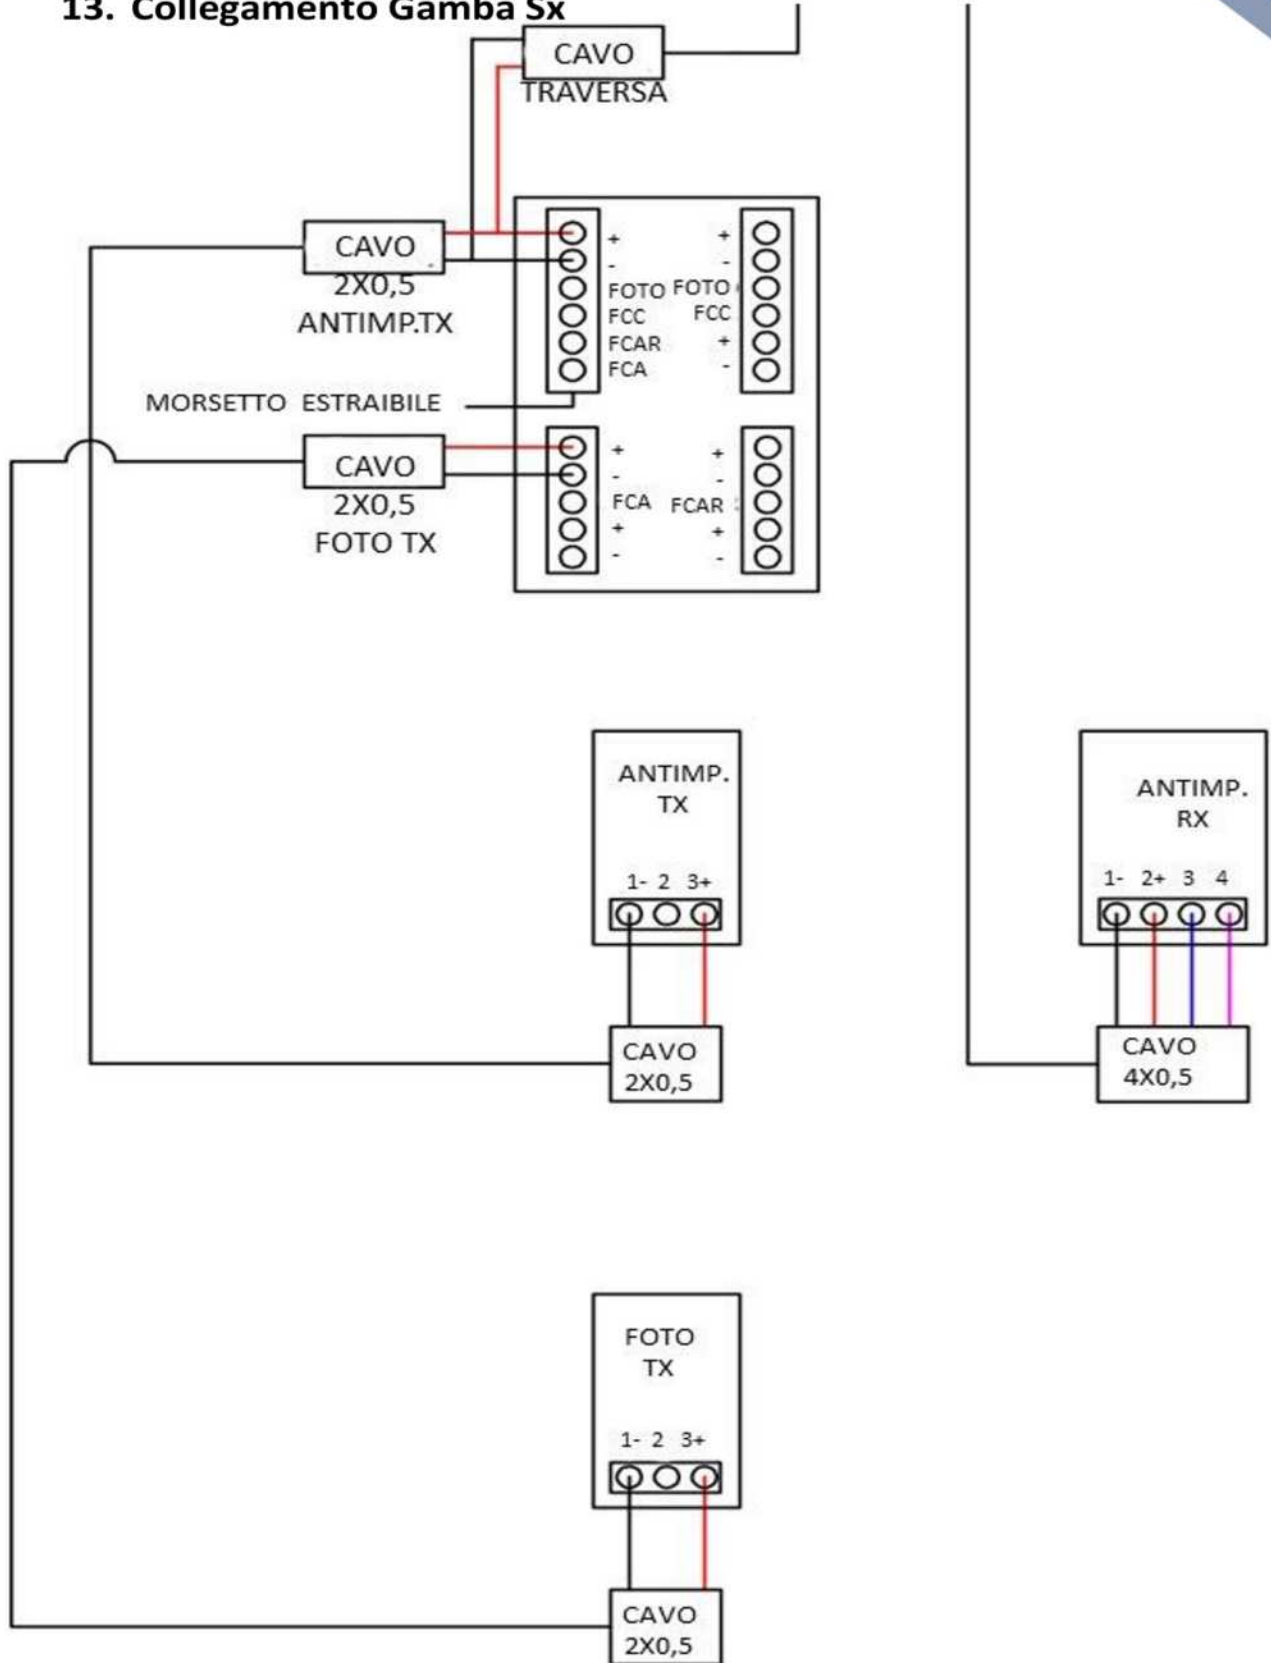 13. Collegamento Gamba Sx
CAVO
TRAVERSA
CAVO
2X0,5
ANTIMP.TX
+
-
FOTO
FCC
FCAR
FCA
+
-
FOTO
FCC
+
-
MORSETTO ESTRAIBILE
CAVO
2X0,5
FOTO TX
+
-
FCA
+
-
+
-
FCAR
+
-
ANTIMP.
TX
1- 2 3+
CAVO
2X0,5
ANTIMP.
RX
1- 2+ 3 4
CAVO
4X0,5
FOTO
TX
1- 2 3+
CAVO
2X0,5